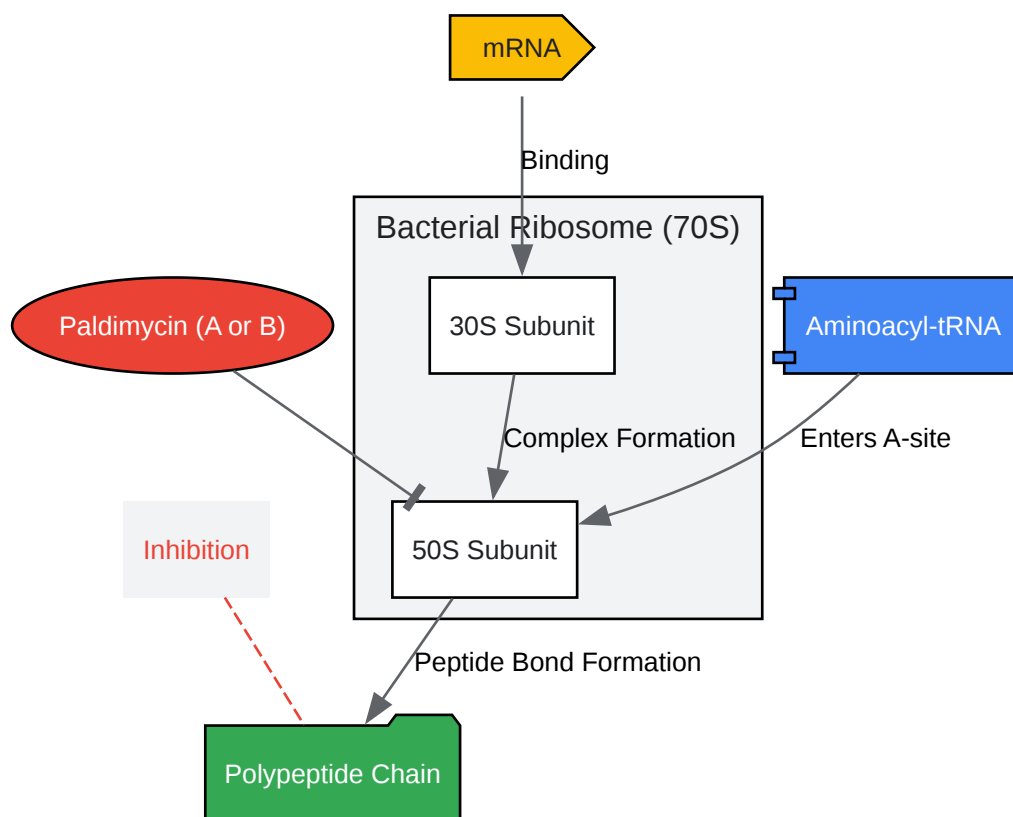 mRNA
Binding
Bacterial Ribosome (70S)
Paldimycin (A or B)
30S Subunit
Aminoacyl-tRNA
Complex Formation
Enters A-site
Inhibition
50S Subunit
Peptide Bond Formation
Polypeptide Chain